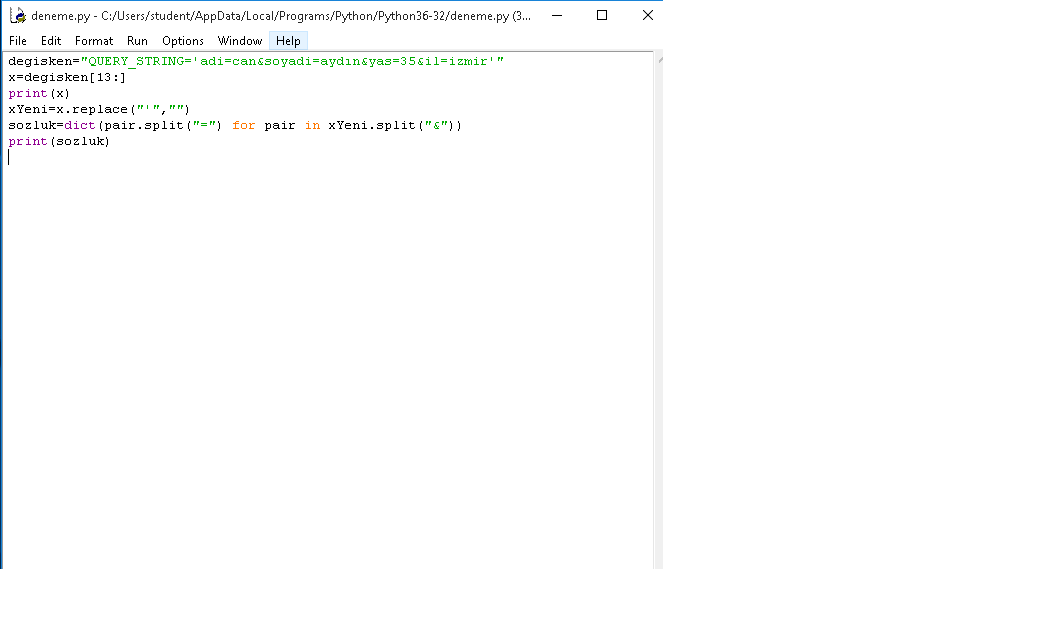 deneme.py - C:/Users/student/AppData/Local/Programs/Python/Python36-32/deneme.py (3...
File Edit Format Run Options Window Help
degisken="QUERY_STRING='adi=can&soyadi=aydın&yas=35&il=izmir'"
x=degisken[13:]
print(x)
xYeni=x.replace("'","")
sozluk=dict(pair.split("=") for pair in xYeni.split("&"))
print(sozluk)